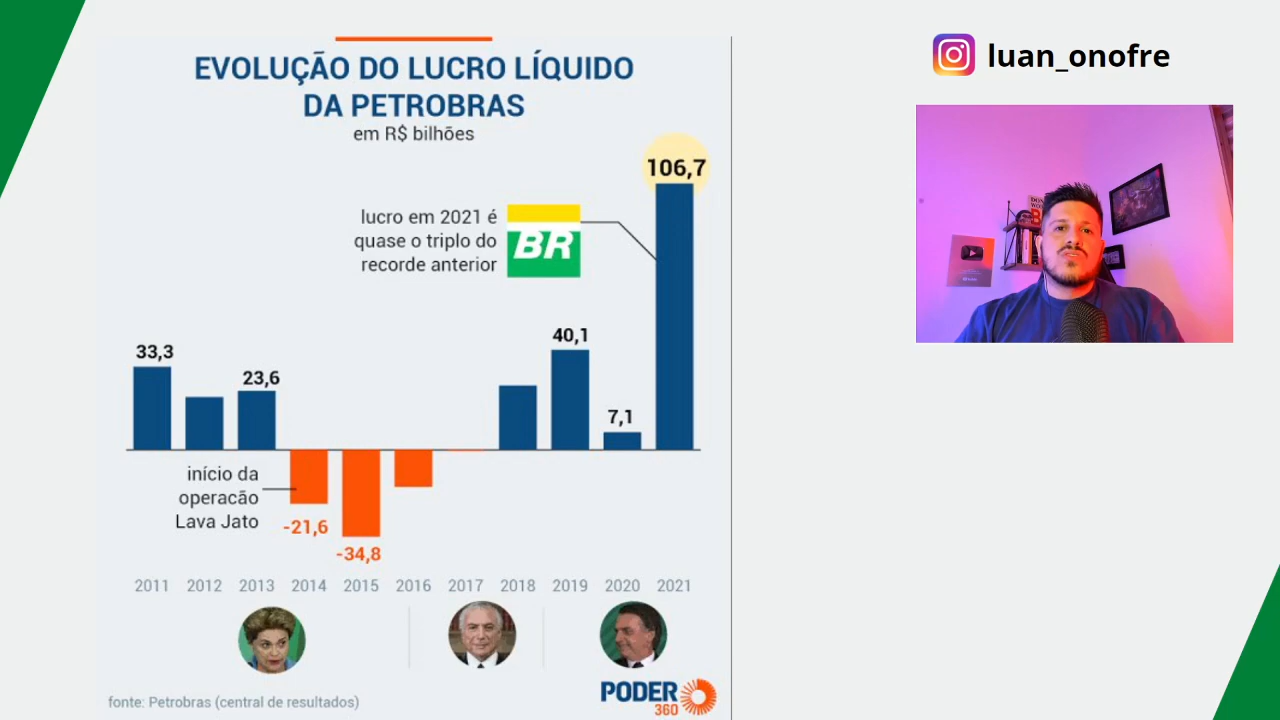 EVOLUÇÃO DO LUCRO LÍQUIDO
DA PETROBRAS
em R$ bilhões
luan_onofre
106,7
lucro em 2021 é
quase o triplo do
recorde anterior
BR
33,3
23,6
40,1
7,1
início da
operacão
Lava Jato
-21,6
-34,8
2011 2012 2013 2014 2015 2016 2017 2018 2019 2020 2021
fonte: Petrobras (central de resultados)
PODER
360